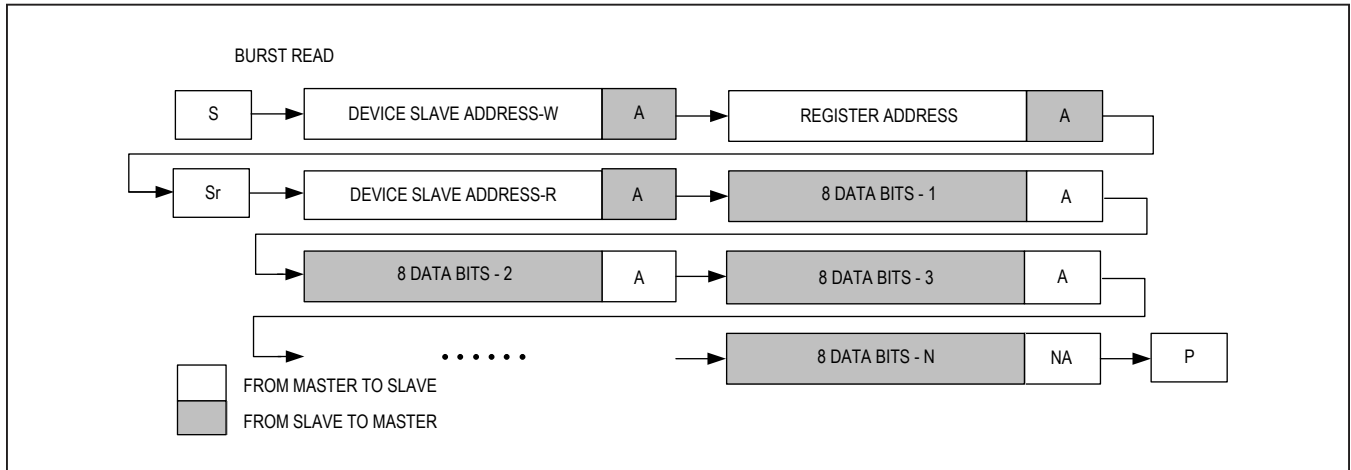 BURST READ
S DEVICE SLAVE ADDRESS-W A REGISTER ADDRESS A
Sr DEVICE SLAVE ADDRESS-R A 8 DATA BITS - 1 A
8 DATA BITS - 2 A 8 DATA BITS - 3 A
• • • • • • 8 DATA BITS - N NA P
FROM MASTER TO SLAVE
FROM SLAVE TO MASTER